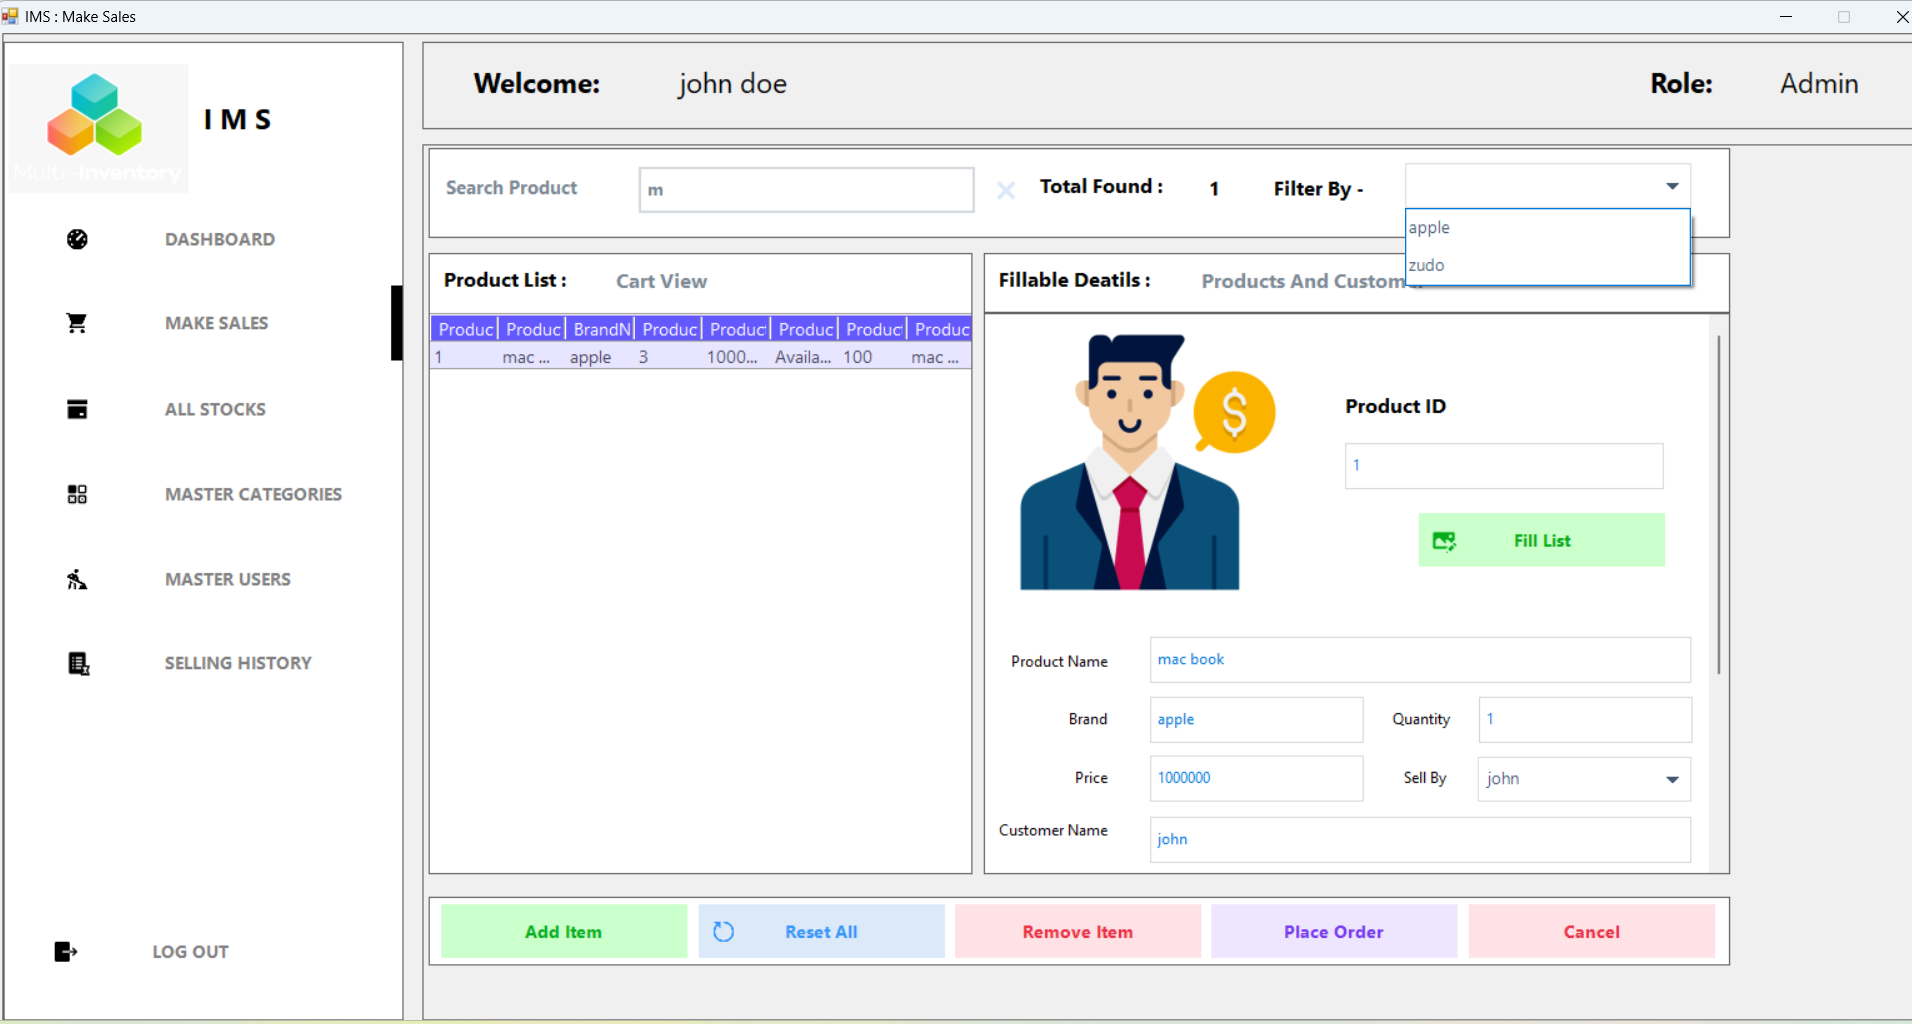 IMS : Make Sales
Multi-Inventory
I M S
DASHBOARD
MAKE SALES
ALL STOCKS
MASTER CATEGORIES
MASTER USERS
SELLING HISTORY
LOG OUT
Welcome: john doe Role: Admin
Search Product m Total Found : 1 Filter By -
apple
zudo
Product List : Cart View
Produc Produc BrandN Produc Produc Produc Produc Produc
1 mac ... apple 3 1000... Availa... 100 mac ...
Fillable Deatils : Products And Custom
$
Product ID
1
Fill List
Product Name mac book
Brand apple Quantity 1
Price 1000000 Sell By john
Customer Name john
Add Item Reset All Remove Item Place Order Cancel